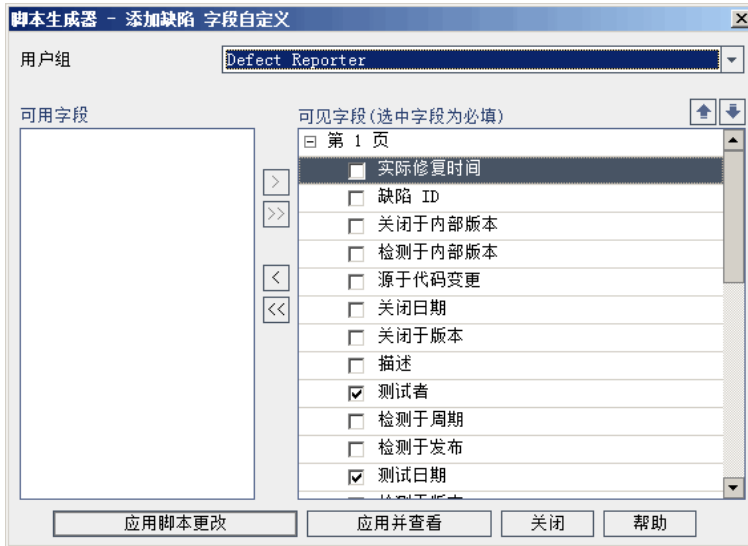 脚本生成器 - 添加缺陷 字段自定义
用户组
Defect Reporter
可用字段
可见字段(选中字段为必填)
第 1 页
实际修复时间
缺陷 ID
关闭于内部版本
检测于内部版本
源于代码变更
关闭日期
关闭于版本
描述
测试者
检测于周期
检测于发布
测试日期
>
>>
<
<<
应用脚本更改
应用并查看
关闭
帮助